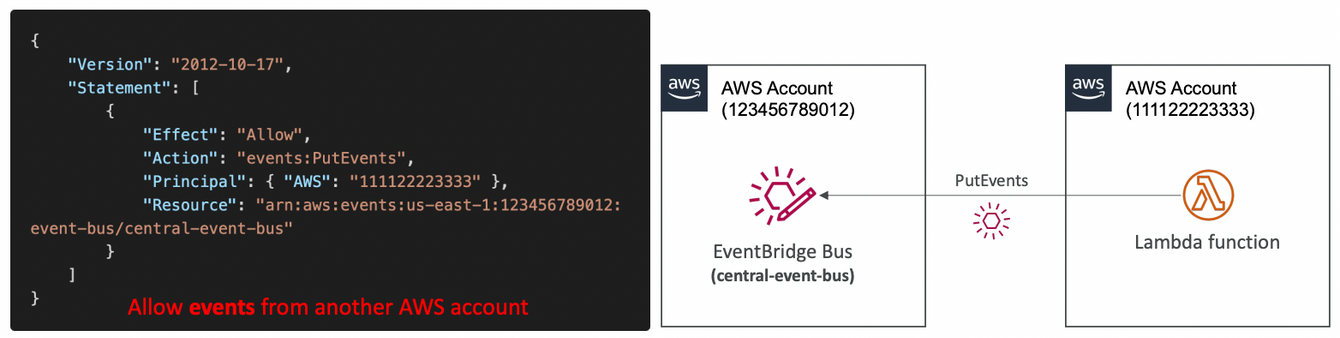 {
"Version": "2012-10-17",
"Statement": [
{
"Effect": "Allow",
"Action": "events:PutEvents",
"Principal": { "AWS": "111122223333" },
"Resource": "arn:aws:events:us-east-1:123456789012:
event-bus/central-event-bus"
}
]
}
Allow events from another AWS account
aws
AWS Account
(123456789012)
EventBridge Bus
(central-event-bus)
PutEvents
aws
AWS Account
(111122223333)
Lambda function